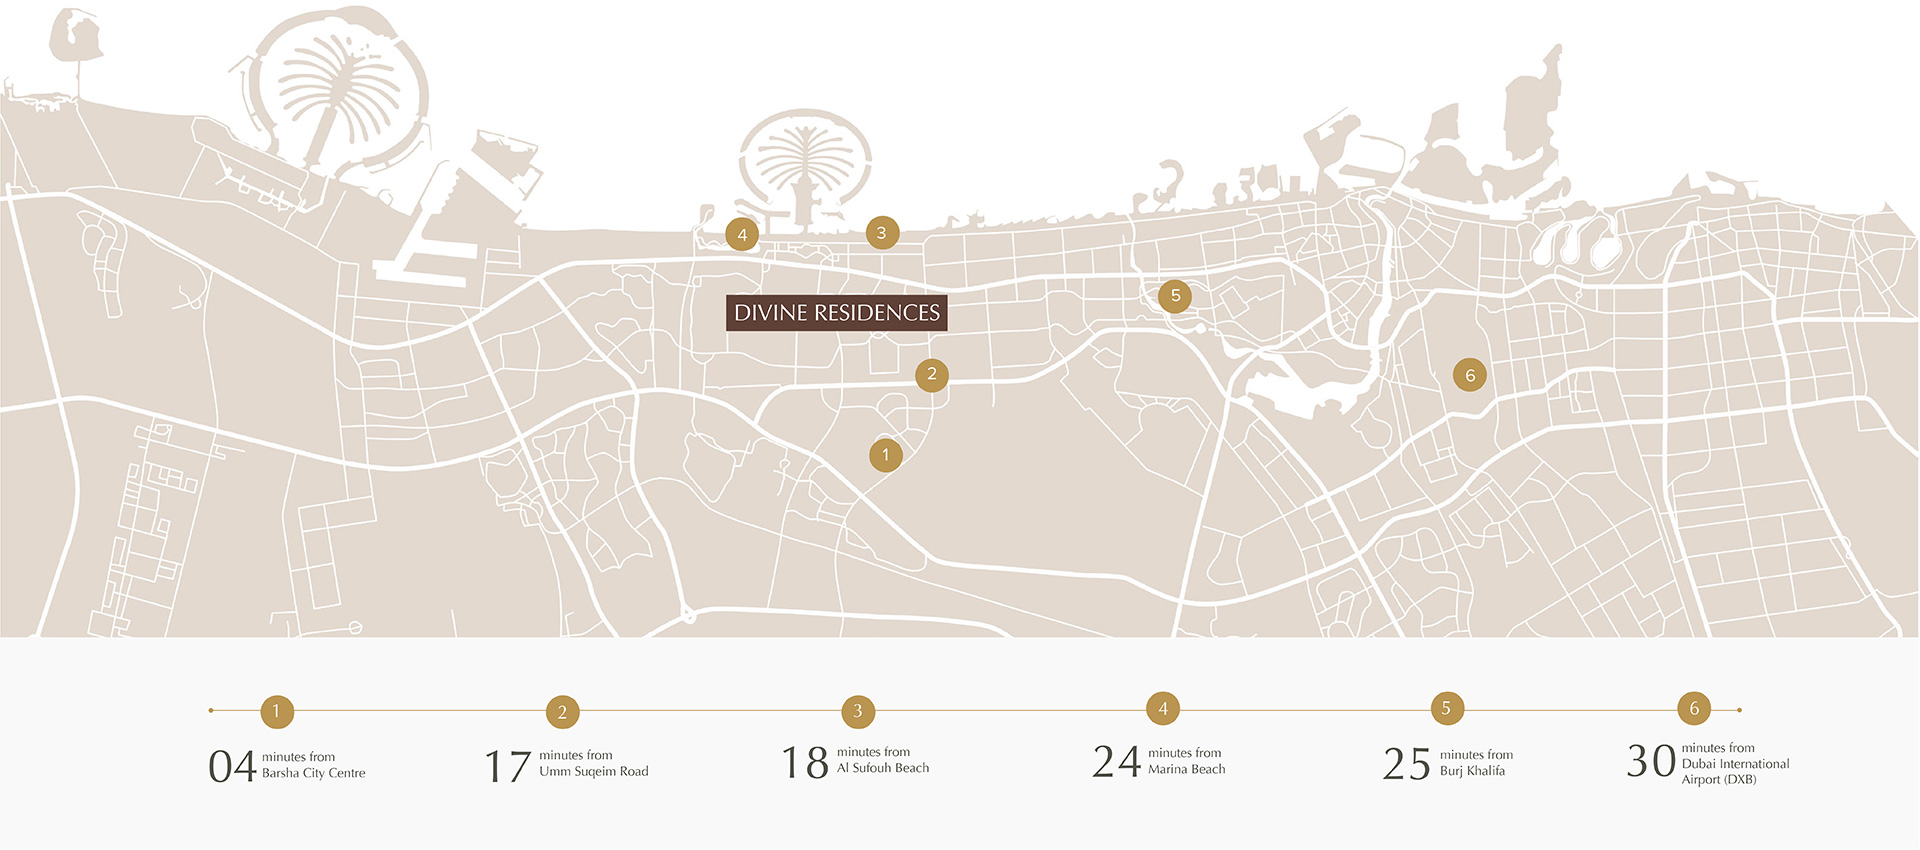 4
3
5
DIVINE RESIDENCES
2
6
1
1
2
3
4
5
6
04 minutes from
Barsha City Centre
17 minutes from
Umm Suqeim Road
18 minutes from
Al Sufouh Beach
24 minutes from
Marina Beach
25 minutes from
Burj Khalifa
30 minutes from
Dubai International
Airport (DXB)